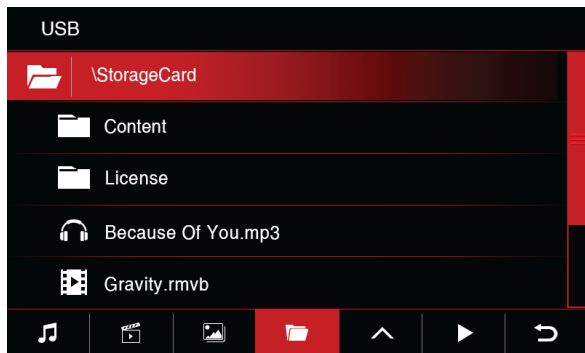 USB
\StorageCard
Content
License
Because Of You.mp3
Gravity.rmvb